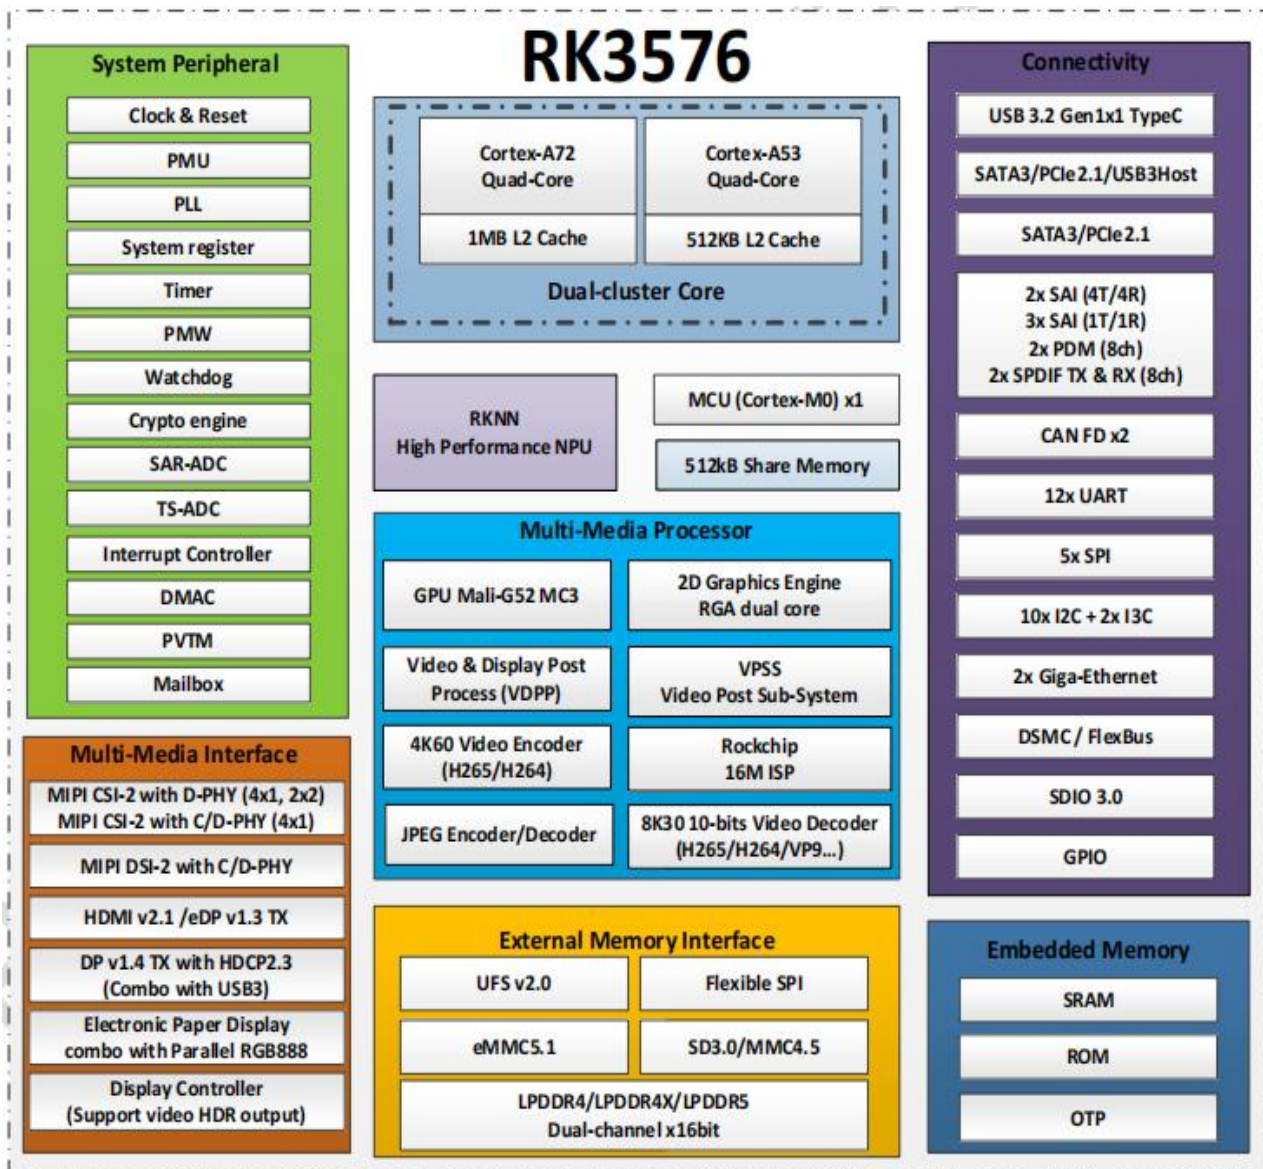 RK3576
System Peripheral
Clock & Reset
PMU
PLL
System register
Timer
PMW
Watchdog
Crypto engine
SAR-ADC
TS-ADC
Interrupt Controller
DMAC
PVTM
Mailbox
Multi-Media Interface
MIPI CSI-2 with D-PHY (4x1, 2x2)
MIPI CSI-2 with C/D-PHY (4x1)
MIPI DSI-2 with C/D-PHY
HDMI v2.1 /eDP v1.3 TX
DP v1.4 TX with HDCP2.3
(Combo with USB3)
Electronic Paper Display
combo with Parallel RGB888
Display Controller
(Support video HDR output)
Cortex-A72
Quad-Core
1MB L2 Cache
Cortex-A53
Quad-Core
512KB L2 Cache
Dual-cluster Core
RKNN
High Performance NPU
MCU (Cortex-M0) x1
512kB Share Memory
Multi-Media Processor
GPU Mali-G52 MC3
2D Graphics Engine
RGA dual core
Video & Display Post
Process (VDPP)
VPSS
Video Post Sub-System
4K60 Video Encoder
(H265/H264)
Rockchip
16M ISP
JPEG Encoder/Decoder
8K30 10-bits Video Decoder
(H265/H264/VP9...)
External Memory Interface
UFS v2.0
Flexible SPI
eMMC5.1
SD3.0/MMC4.5
LPDDR4/LPDDR4X/LPDDR5
Dual-channel x16bit
Connectivity
USB 3.2 Gen1x1 TypeC
SATA3/PCIe2.1/USB3Host
SATA3/PCIe2.1
2x SAI (4T/4R)
3x SAI (1T/1R)
2x PDM (8ch)
2x SPDIF TX & RX (8ch)
CAN FD x2
12x UART
5x SPI
10x I2C + 2x I3C
2x Giga-Ethernet
DSMC / FlexBus
SDIO 3.0
GPIO
Embedded Memory
SRAM
ROM
OTP